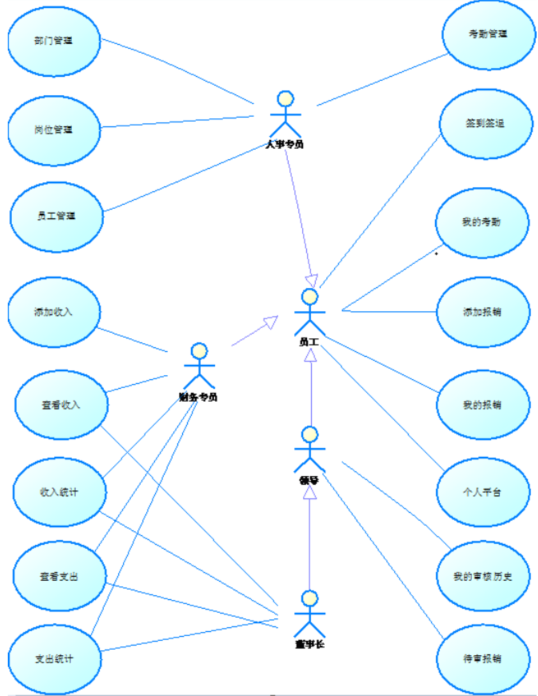 部门管理
考勤管理
岗位管理
人事专员
签到签退
员工管理
我的考勤
添加收入
员工
添加报销
财务专员
查看收入
我的报销
领导
收入统计
个人平台
查看支出
我的审核历史
董事长
支出统计
待审报销